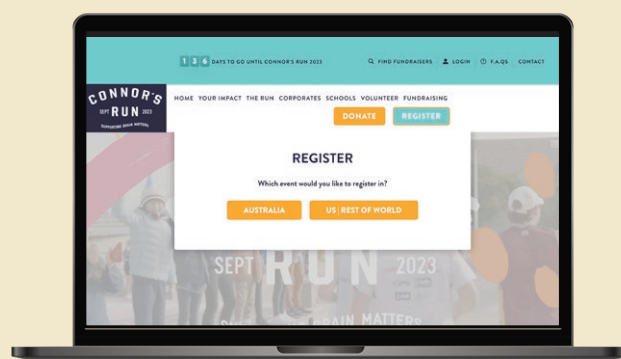 1 3 6 DAYS TO GO UNTIL CONNOR'S RUN 2023
FIND FUNDRAISERS LOGIN F.A.QS CONTACT
CONNOR'S
SEPT RUN 2023
SUPPORTING BRAIN MATTERS
HOME YOUR IMPACT THE RUN CORPORATES SCHOOLS VOLUNTEER FUNDRAISING
DONATE REGISTER
REGISTER
Which event would you like to register in?
AUSTRALIA US | REST OF WORLD
SEPT RUN 2023
BRAIN MATTERS